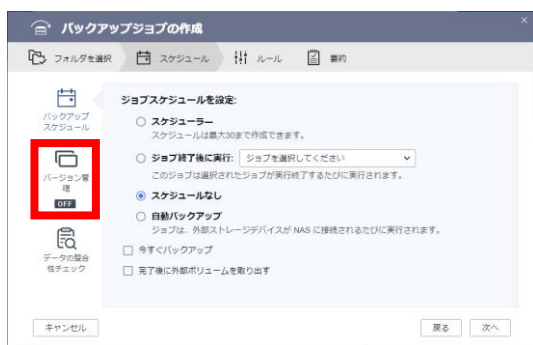 バックアップジョブの作成
×
フォルダを選択
スケジュール
ルール
要約
バックアップ
スケジュール
バージョン管
理
OFF
データの整合
性チェック
ジョブスケジュールを設定:
スケジューラー
スケジュールは最大30まで作成できます。
ジョブ終了後に実行: ジョブを選択してください
このジョブは選択されたジョブが実行終了するたびに実行されます。
スケジュールなし
自動バックアップ
ジョブは、外部ストレージデバイスが NAS に接続されるたびに実行されます。
今すぐバックアップ
完了後に外部ボリュームを取り出す
キャンセル
戻る
次へ